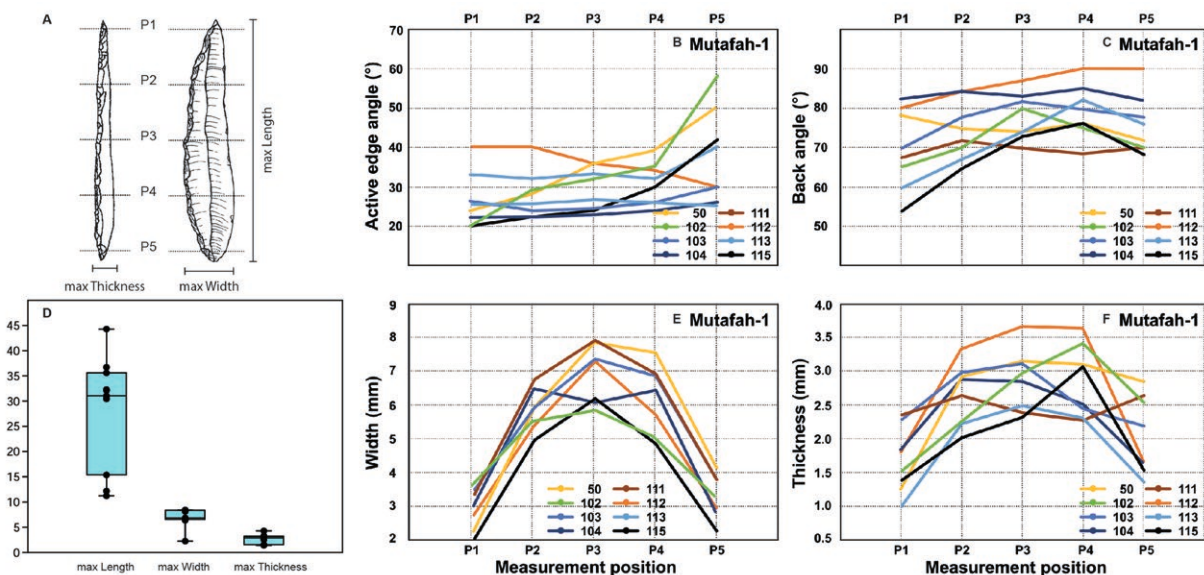 A
P1
P2
P3
P4
P5
max Length
max Thickness
max Width
P1 P2 P3 P4 P5
B Mutafah-1
Active edge angle (°)
70
60
50
40
30
20
50 111
102 112
103 113
104 115
P1 P2 P3 P4 P5
C Mutafah-1
Back angle (°)
90
80
70
60
50
50 111
102 112
103 113
104 115
D
45
40
35
30
25
20
15
10
5
0
max Length max Width max Thickness
E Mutafah-1
Width (mm)
9
8
7
6
5
4
3
2
50 111
102 112
103 113
104 115
P1 P2 P3 P4 P5
Measurement position
F Mutafah-1
Thickness (mm)
4.0
3.5
3.0
2.5
2.0
1.5
1.0
0.5
50 111
102 112
103 113
104 115
P1 P2 P3 P4 P5
Measurement position